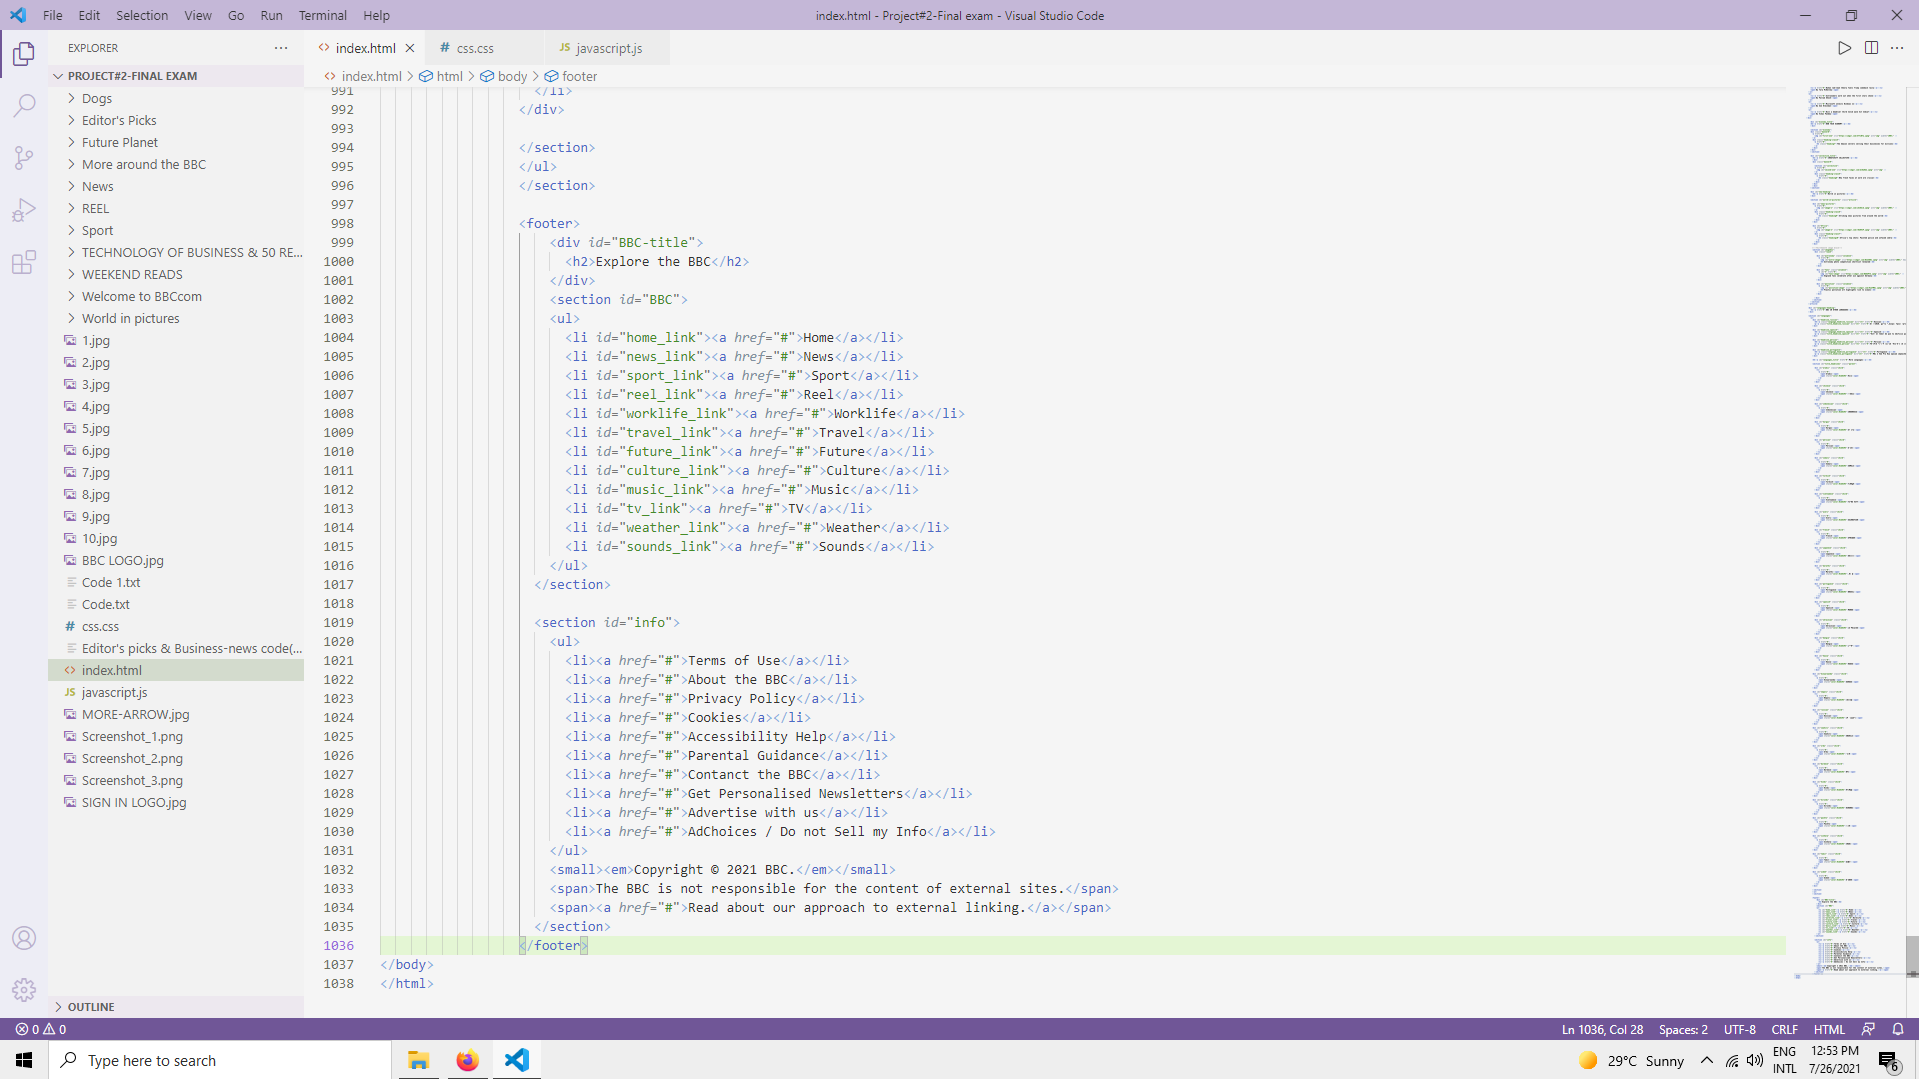 File Edit Selection View Go Run Terminal Help
index.html - Project#2-Final exam - Visual Studio Code
EXPLORER
PROJECT#2-FINAL EXAM
Dogs
Editor's Picks
Future Planet
More around the BBC
News
REEL
Sport
TECHNOLOGY OF BUSINESS & 50 RE...
WEEKEND READS
Welcome to BBCcom
World in pictures
1.jpg
2.jpg
3.jpg
4.jpg
5.jpg
6.jpg
7.jpg
8.jpg
9.jpg
10.jpg
BBC LOGO.jpg
Code 1.txt
Code.txt
# css.css
Editor's picks & Business-news code(...
<> index.html
JS javascript.js
MORE-ARROW.jpg
Screenshot_1.png
Screenshot_2.png
Screenshot_3.png
SIGN IN LOGO.jpg
OUTLINE
<> index.html # css.css JS javascript.js
<> index.html > html > body > footer
991 </li>
992 </div>
993
994 </section>
995 </ul>
996 </section>
997
998 <footer>
999 <div id="BBC-title">
1000 <h2>Explore the BBC</h2>
1001 </div>
1002 <section id="BBC">
1003 <ul>
1004 <li id="home_link"><a href="#">Home</a></li>
1005 <li id="news_link"><a href="#">News</a></li>
1006 <li id="sport_link"><a href="#">Sport</a></li>
1007 <li id="reel_link"><a href="#">Reel</a></li>
1008 <li id="worklife_link"><a href="#">Worklife</a></li>
1009 <li id="travel_link"><a href="#">Travel</a></li>
1010 <li id="future_link"><a href="#">Future</a></li>
1011 <li id="culture_link"><a href="#">Culture</a></li>
1012 <li id="music_link"><a href="#">Music</a></li>
1013 <li id="tv_link"><a href="#">TV</a></li>
1014 <li id="weather_link"><a href="#">Weather</a></li>
1015 <li id="sounds_link"><a href="#">Sounds</a></li>
1016 </ul>
1017 </section>
1018
1019 <section id="info">
1020 <ul>
1021 <li><a href="#">Terms of Use</a></li>
1022 <li><a href="#">About the BBC</a></li>
1023 <li><a href="#">Privacy Policy</a></li>
1024 <li><a href="#">Cookies</a></li>
1025 <li><a href="#">Accessibility Help</a></li>
1026 <li><a href="#">Parental Guidance</a></li>
1027 <li><a href="#">Contanct the BBC</a></li>
1028 <li><a href="#">Get Personalised Newsletters</a></li>
1029 <li><a href="#">Advertise with us</a></li>
1030 <li><a href="#">AdChoices / Do not Sell my Info</a></li>
1031 </ul>
1032 <small><em>Copyright © 2021 BBC.</em></small>
1033 <span>The BBC is not responsible for the content of external sites.</span>
1034 <span><a href="#">Read about our approach to external linking.</a></span>
1035 </section>
1036 </footer>
1037 </body>
1038 </html>
0 0
Ln 1036, Col 28 Spaces: 2 UTF-8 CRLF HTML
Type here to search
29°C Sunny
ENG
INTL
12:53 PM
7/26/2021
6